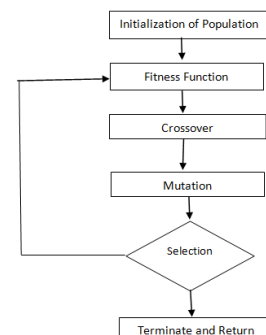 Initialization of Population
Fitness Function
Crossover
Mutation
Selection
Terminate and Return